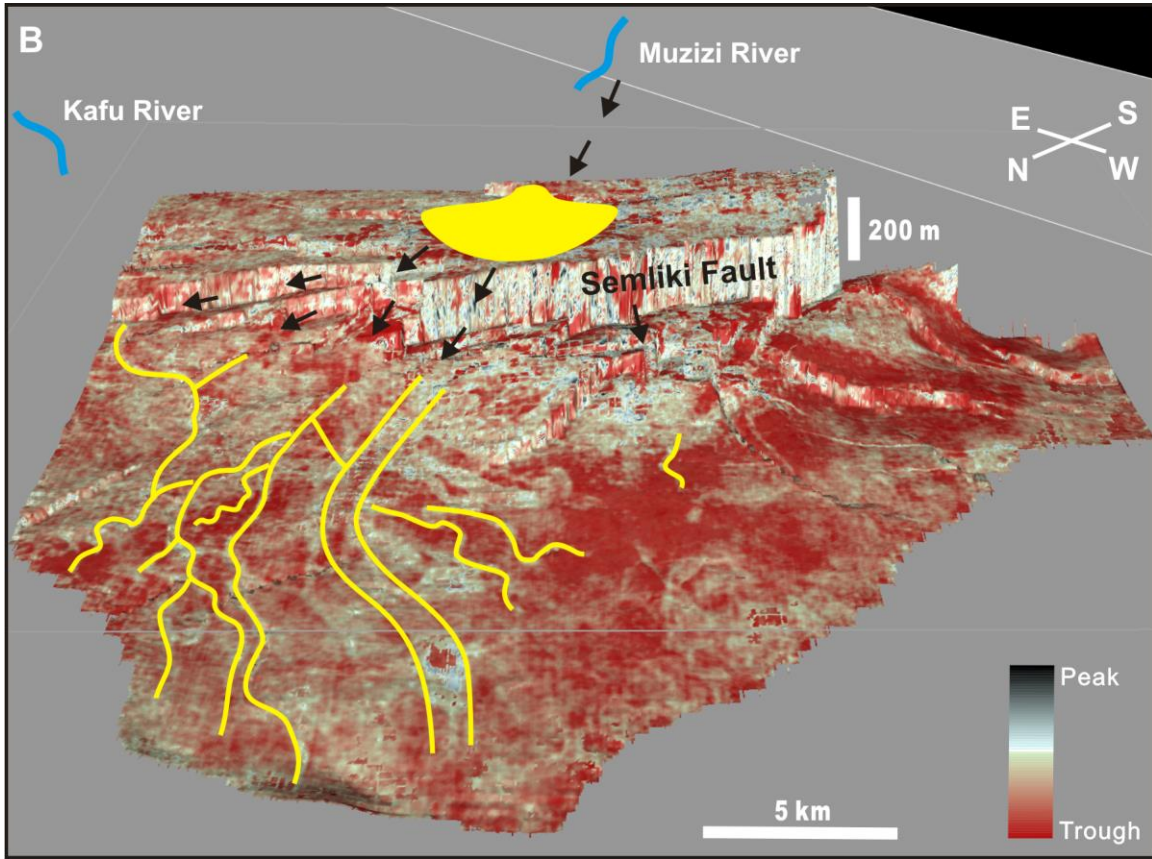 B
Muzizi River
Kafu River
E
S
N
W
200 m
Semliki Fault
Peak
Trough
5 km